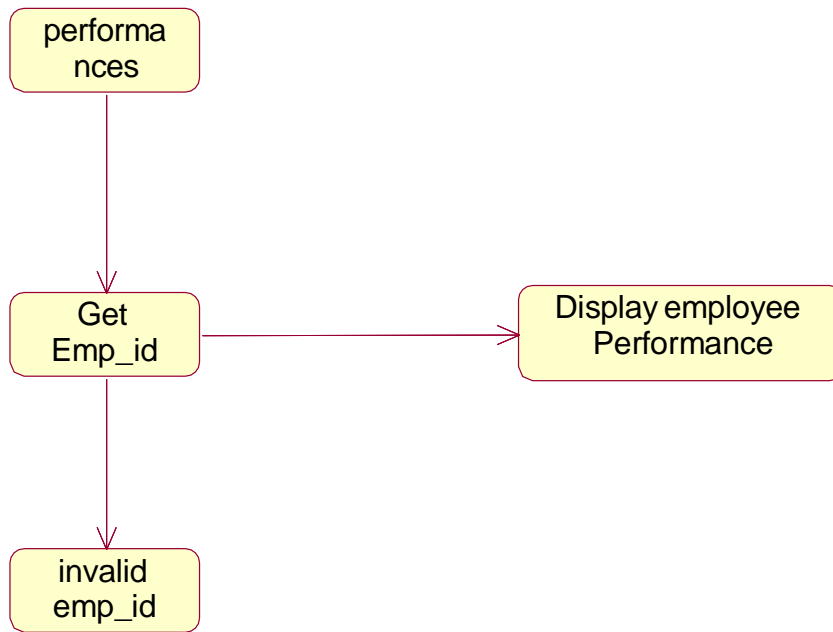 performa
nces
Get
Emp_id
Display employee
Performance
invalid
emp_id